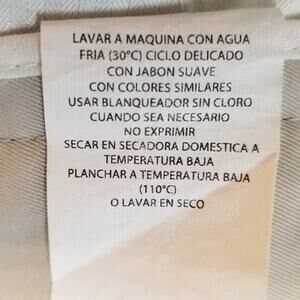 LAVAR A MAQUINA CON AGUA
FRIA (30°C) CICLO DELICADO
CON JABON SUAVE
CON COLORES SIMILARES
USAR BLANQUEADOR SIN CLORO
CUANDO SEA NECESARIO
NO EXPRIMIR
SECAR EN SECADORA DOMESTICA A
TEMPERATURA BAJA
PLANCHAR A TEMPERATURA BAJA
(110°C)
O LAVAR EN SECO